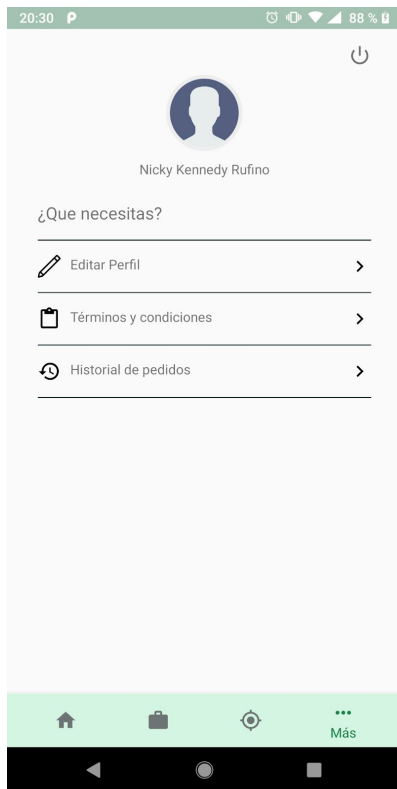 20:30
88 %
Nicky Kennedy Rufino
¿Que necesitas?
Editar Perfil
Términos y condiciones
Historial de pedidos
Más